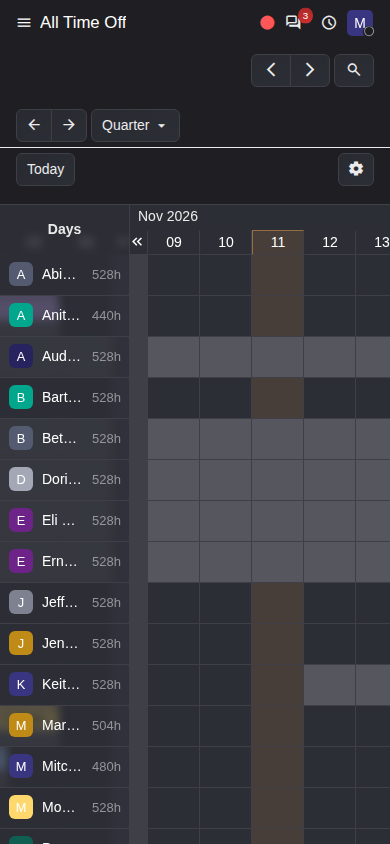 All Time Off
3
M
Quarter
Today
Days
Nov 2026
09 10 11 12 13
A Abi... 528h
A Anit... 440h
A Aud... 528h
B Bart... 528h
B Bet... 528h
D Dori... 528h
E Eli ... 528h
E Ern... 528h
J Jeff... 528h
J Jen... 528h
K Keit... 528h
M Mar... 504h
M Mitc... 480h
M Mo... 528h